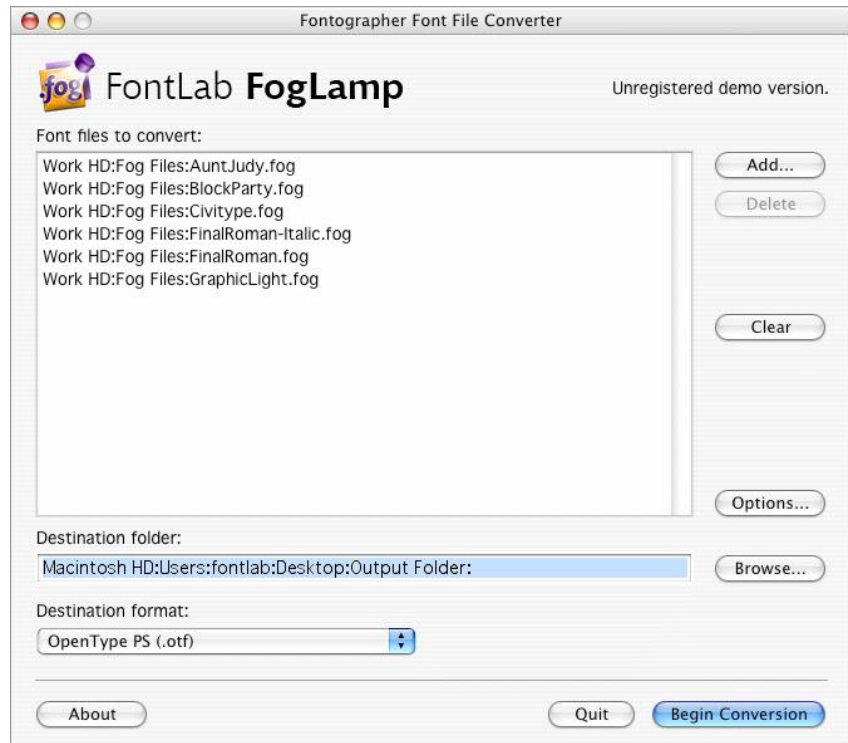 Fontographer Font File Converter
.fog FontLab FogLamp
Unregistered demo version.
Font files to convert:
Work HD:Fog Files:AuntJudy.fog
Work HD:Fog Files:BlockParty.fog
Work HD:Fog Files:Civitype.fog
Work HD:Fog Files:FinalRoman-Italic.fog
Work HD:Fog Files:FinalRoman.fog
Work HD:Fog Files:GraphicLight.fog
Add...
Delete
Clear
Options...
Destination folder:
Macintosh HD:Users:fontlab:Desktop:Output Folder:
Browse...
Destination format:
OpenType PS (.otf)
About
Quit
Begin Conversion